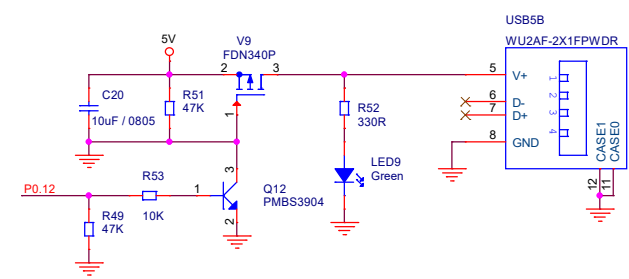 USB5B
WU2AF-2X1FPWDR
5V
V9
FDN340P
2
3
1
C20
10uF / 0805
R51
47K
R52
330R
LED9
Green
5
V+
6
D-
7
D+
8
GND
1
2
3
4
CASE1
CASE0
12
11
P0.12
R53
10K
1
3
2
Q12
PMBS3904
R49
47K